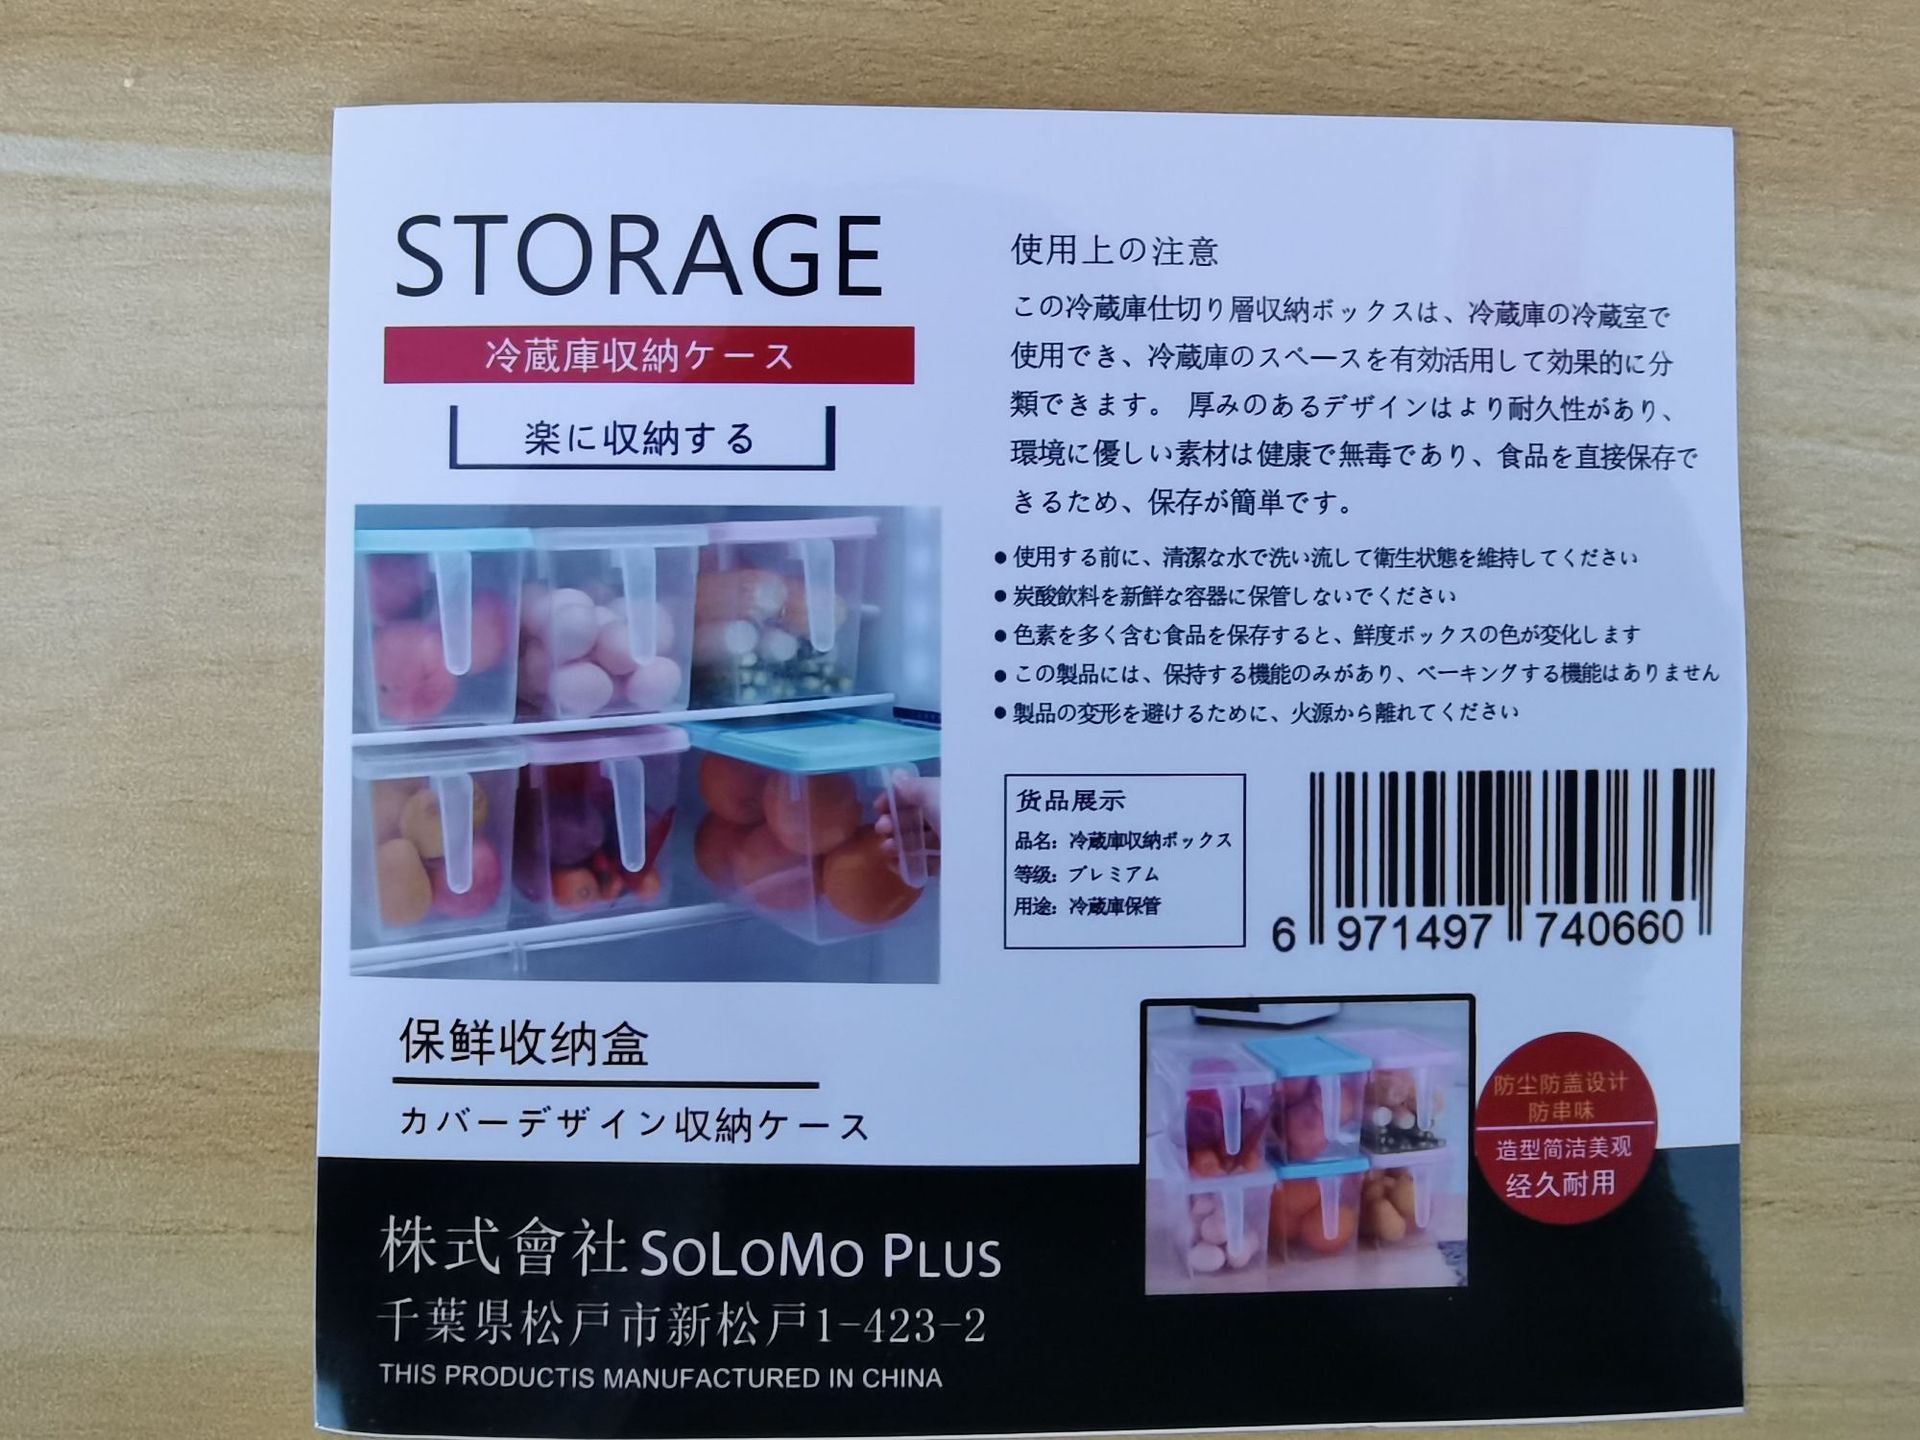 STORAGE
冷蔵庫収納ケース
楽に収納する
保鲜收纳盒
カバーデザイン収納ケース
株式會社 SOLOMO PLUS
千葉県松戸市新松戸1-423-2
THIS PRODUCTIS MANUFACTURED IN CHINA
使用上の注意
この冷蔵庫仕切り層収納ボックスは、冷蔵庫の冷蔵室で
使用でき、冷蔵庫のスペースを有効活用して効果的に分
類できます。 厚みのあるデザインはより耐久性があり、
環境に優しい素材は健康で無毒であり、食品を直接保存で
きるため、保存が簡単です。
●使用する前に、清潔な水で洗い流して衛生状態を維持してください
●炭酸飲料を新鮮な容器に保管しないでください
●色素を多く含む食品を保存すると、鮮度ボックスの色が変化します
●この製品には、保持する機能のみがあり、ベーキングする機能はありません
●製品の変形を避けるために、火源から離れてください
货品展示
品名：冷蔵庫収納ボックス
等级：プレミアム
用途：冷蔵庫保管
6 971497 740660
防尘防盖设计
防串味
造型简洁美观
经久耐用